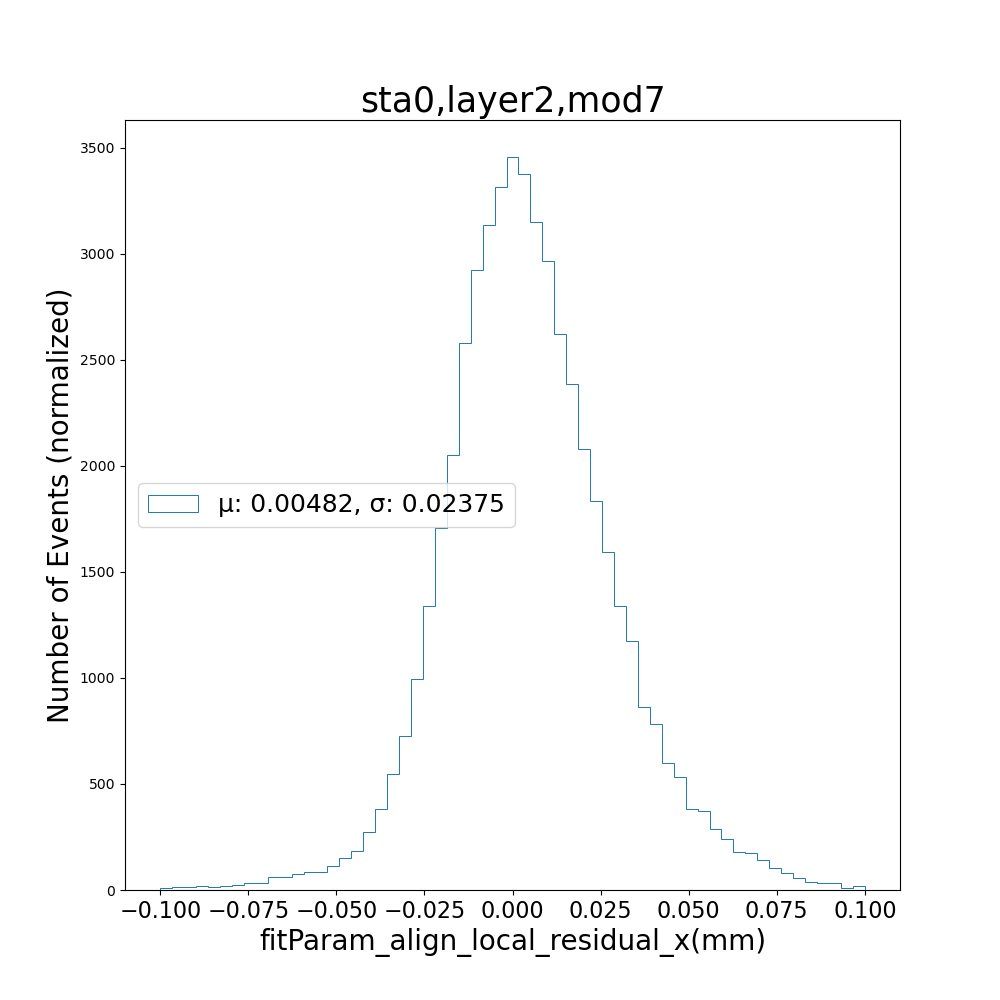 sta0,layer2,mod7
3500
3000
2500
2000
1500
1000
500
0
Number of Events (normalized)
μ: 0.00482, σ: 0.02375
−0.100 −0.075 −0.050 −0.025 0.000 0.025 0.050 0.075 0.100
fitParam_align_local_residual_x(mm)